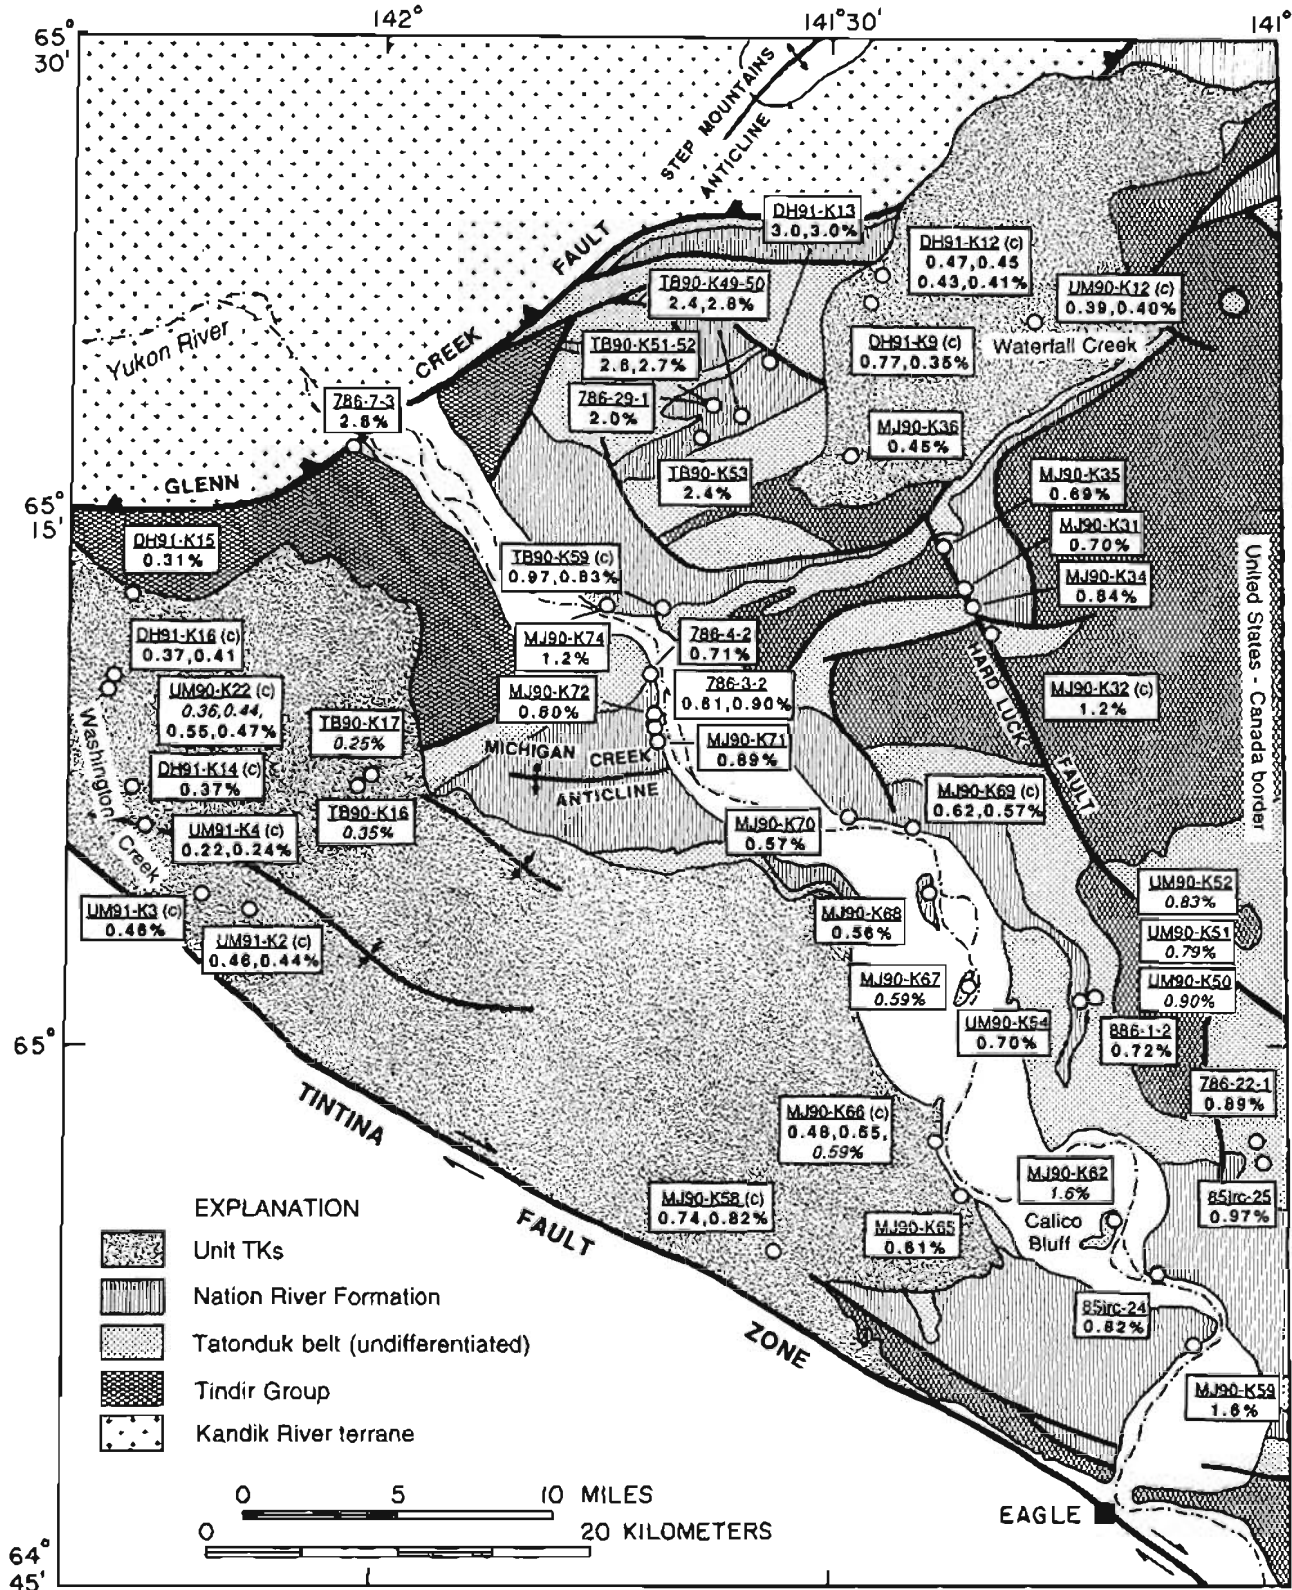 142°
141°30'
141°
65°
30'
STEP MOUNTAINS
ANTICLINE
DH91-K13
3.0,3.0%
DH91-K12 (c)
0.47,0.45
0.43,0.41%
FAULT
TB90-K49-50
2.4,2.8%
UM90-K12 (c)
0.39,0.40%
Yukon River
CREEK
TB90-K51-52
2.6,2.7%
DH91-K9 (c)
0.77,0.35%
Waterfall Creek
786-7-3
2.6%
786-29-1
2.0%
MJ90-K36
0.45%
GLENN
TB90-K53
2.4%
MJ90-K35
0.69%
65°
15'
MJ90-K31
0.70%
DH91-K15
0.31%
TB90-K59 (c)
0.97,0.83%
MJ90-K34
0.84%
United States - Canada border
DH91-K16 (c)
0.37,0.41
MJ90-K74
1.2%
786-4-2
0.71%
HARD LUCK
FAULT
UM90-K22 (c)
0.36,0.44,
0.55,0.47%
MJ90-K72
0.60%
786-3-2
0.61,0.90%
MJ90-K32 (c)
1.2%
TB90-K17
0.25%
MJ90-K71
0.69%
Washington
Creek
DH91-K14 (c)
0.37%
MICHIGAN
CREEK
ANTICLINE
TB90-K16
0.35%
MJ90-K69 (c)
0.62,0.57%
UM91-K4 (c)
0.22,0.24%
MJ90-K70
0.57%
UM90-K52
0.83%
UM91-K3 (c)
0.46%
MJ90-K68
0.56%
UM90-K51
0.79%
UM91-K2 (c)
0.46,0.44%
MJ90-K67
0.59%
UM90-K50
0.90%
65°
UM90-K54
0.70%
886-1-2
0.72%
TINTINA
786-22-1
0.89%
MJ90-K66 (c)
0.48,0.65,
0.59%
MJ90-K62
1.6%
MJ90-K58 (c)
0.74,0.82%
85jrc-25
0.97%
EXPLANATION
FAULT
MJ90-K65
0.61%
Calico
Bluff
Unit TKs
Nation River Formation
85jrc-24
0.82%
Tatonduk belt (undifferentiated)
ZONE
Tindir Group
MJ90-K59
1.6%
Kandik River terrane
0 5 10 MILES
0 20 KILOMETERS
EAGLE
64°
45'